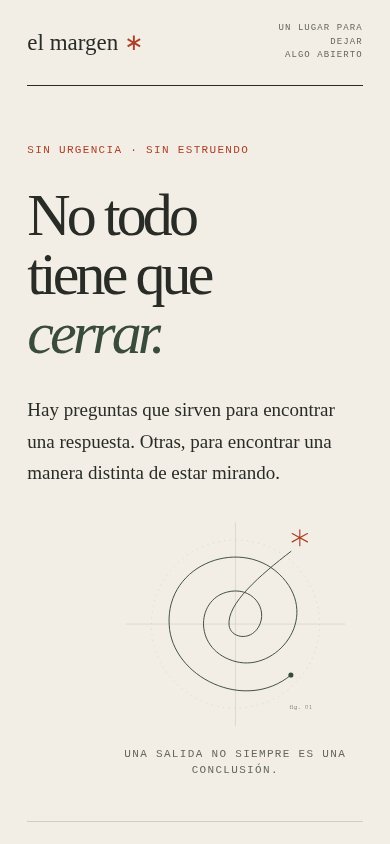 el margen *
UN LUGAR PARA
DEJAR
ALGO ABIERTO
SIN URGENCIA · SIN ESTRUENDO
No todo
tiene que
cerrar.
Hay preguntas que sirven para encontrar
una respuesta. Otras, para encontrar una
manera distinta de estar mirando.
fig. 01
UNA SALIDA NO SIEMPRE ES UNA
CONCLUSIÓN.